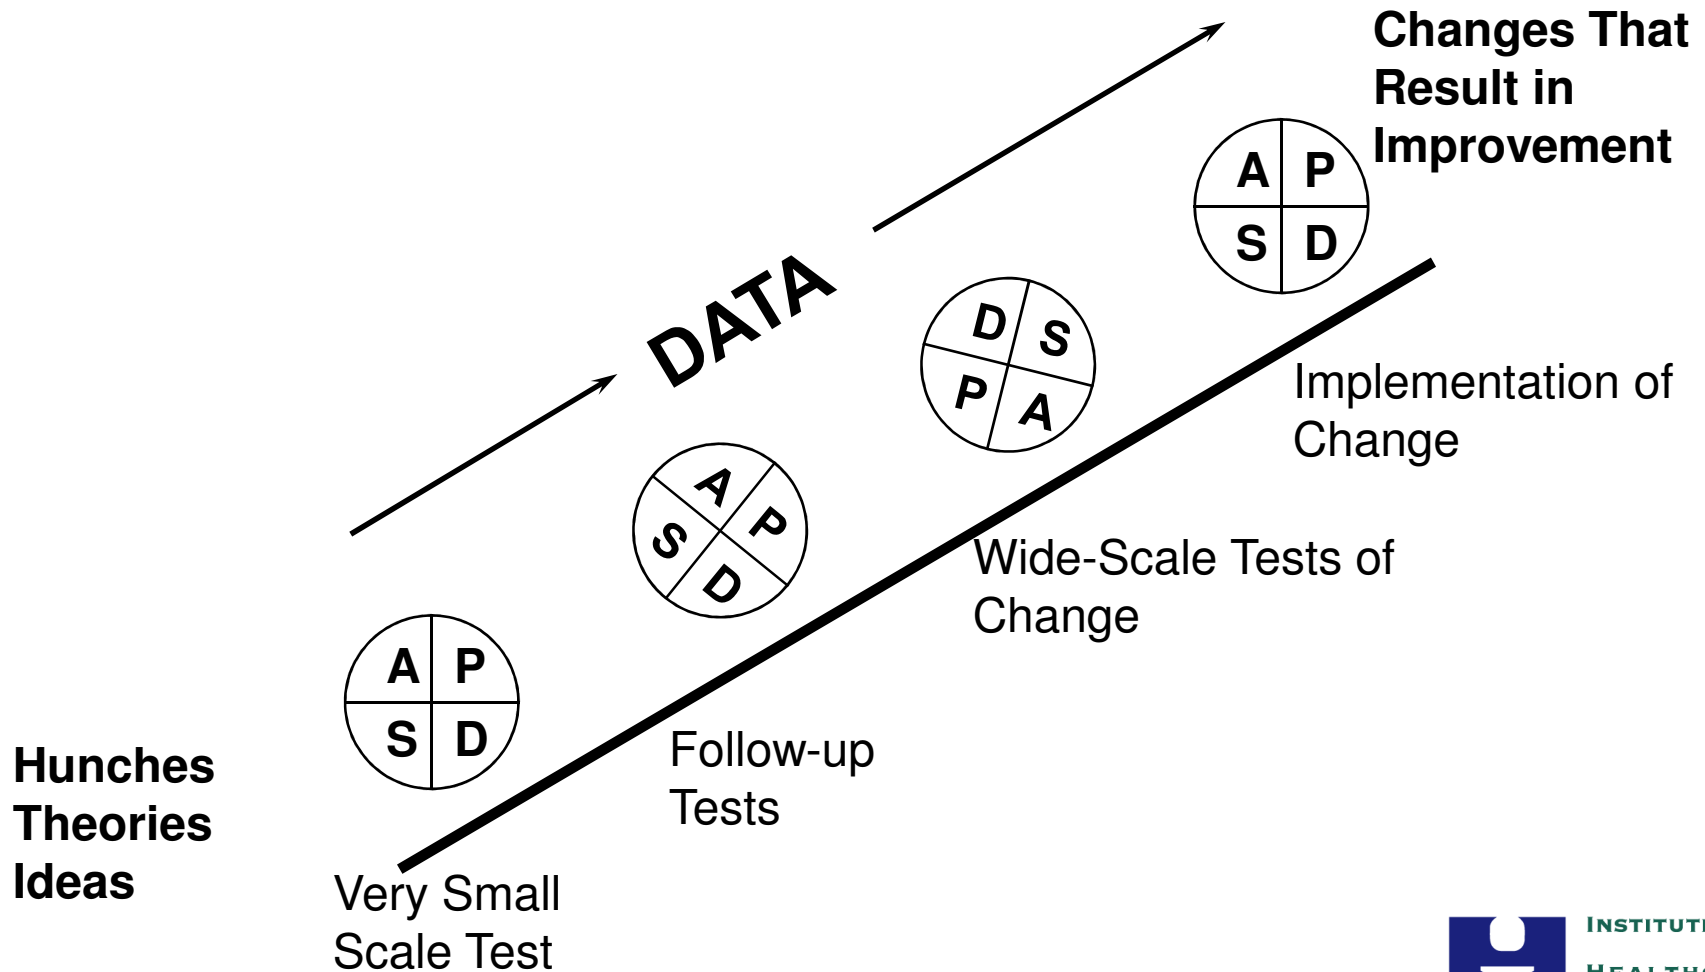 Changes That
Result in
Improvement
A P
S D
DATA
D S
P A
Implementation of
Change
A P
S D
Wide-Scale Tests of
Change
A P
S D
Follow-up
Tests
Hunches
Theories
Ideas
Very Small
Scale Test